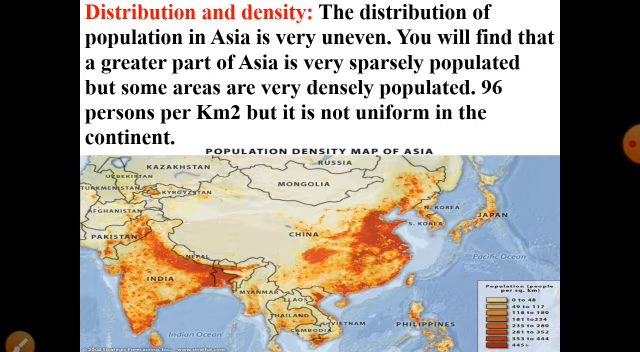 Distribution and density: The distribution of
population in Asia is very uneven. You will find that
a greater part of Asia is very sparsely populated
but some areas are very densely populated. 96
persons per Km2 but it is not uniform in the
continent.
POPULATION DENSITY MAP OF ASIA
RUSSIA
KAZAKHSTAN
UZBEKISTAN
MONGOLIA
TURKMENISTAN
KYRGYZSTAN
AFGHANISTAN
N. KOREA
JAPAN
S. KOREA
CHINA
PAKISTAN
NEPAL
Pacific Ocean
INDIA
MYANMAR
LAOS
THAILAND
VIETNAM
CAMBODIA
PHILIPPINES
Indian Ocean
Population (people
per sq. km)
0 to 48
49 to 117
118 to 180
181 to 234
235 to 280
281 to 352
353 to 444
445+